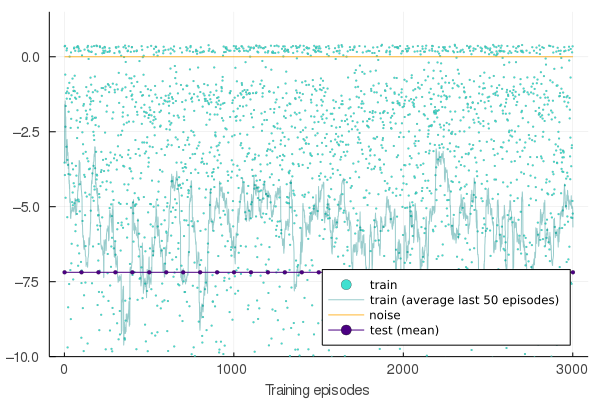 0.0
−2.5
−5.0
−7.5
−10.0
train
train (average last 50 episodes)
noise
test (mean)
0 1000 2000 3000
Training episodes